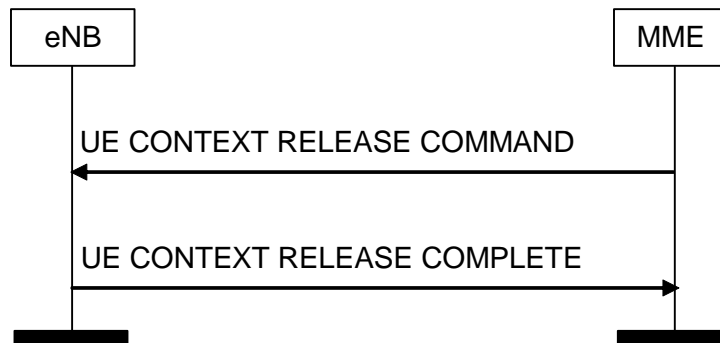 eNB
MME
UE CONTEXT RELEASE COMMAND
UE CONTEXT RELEASE COMPLETE